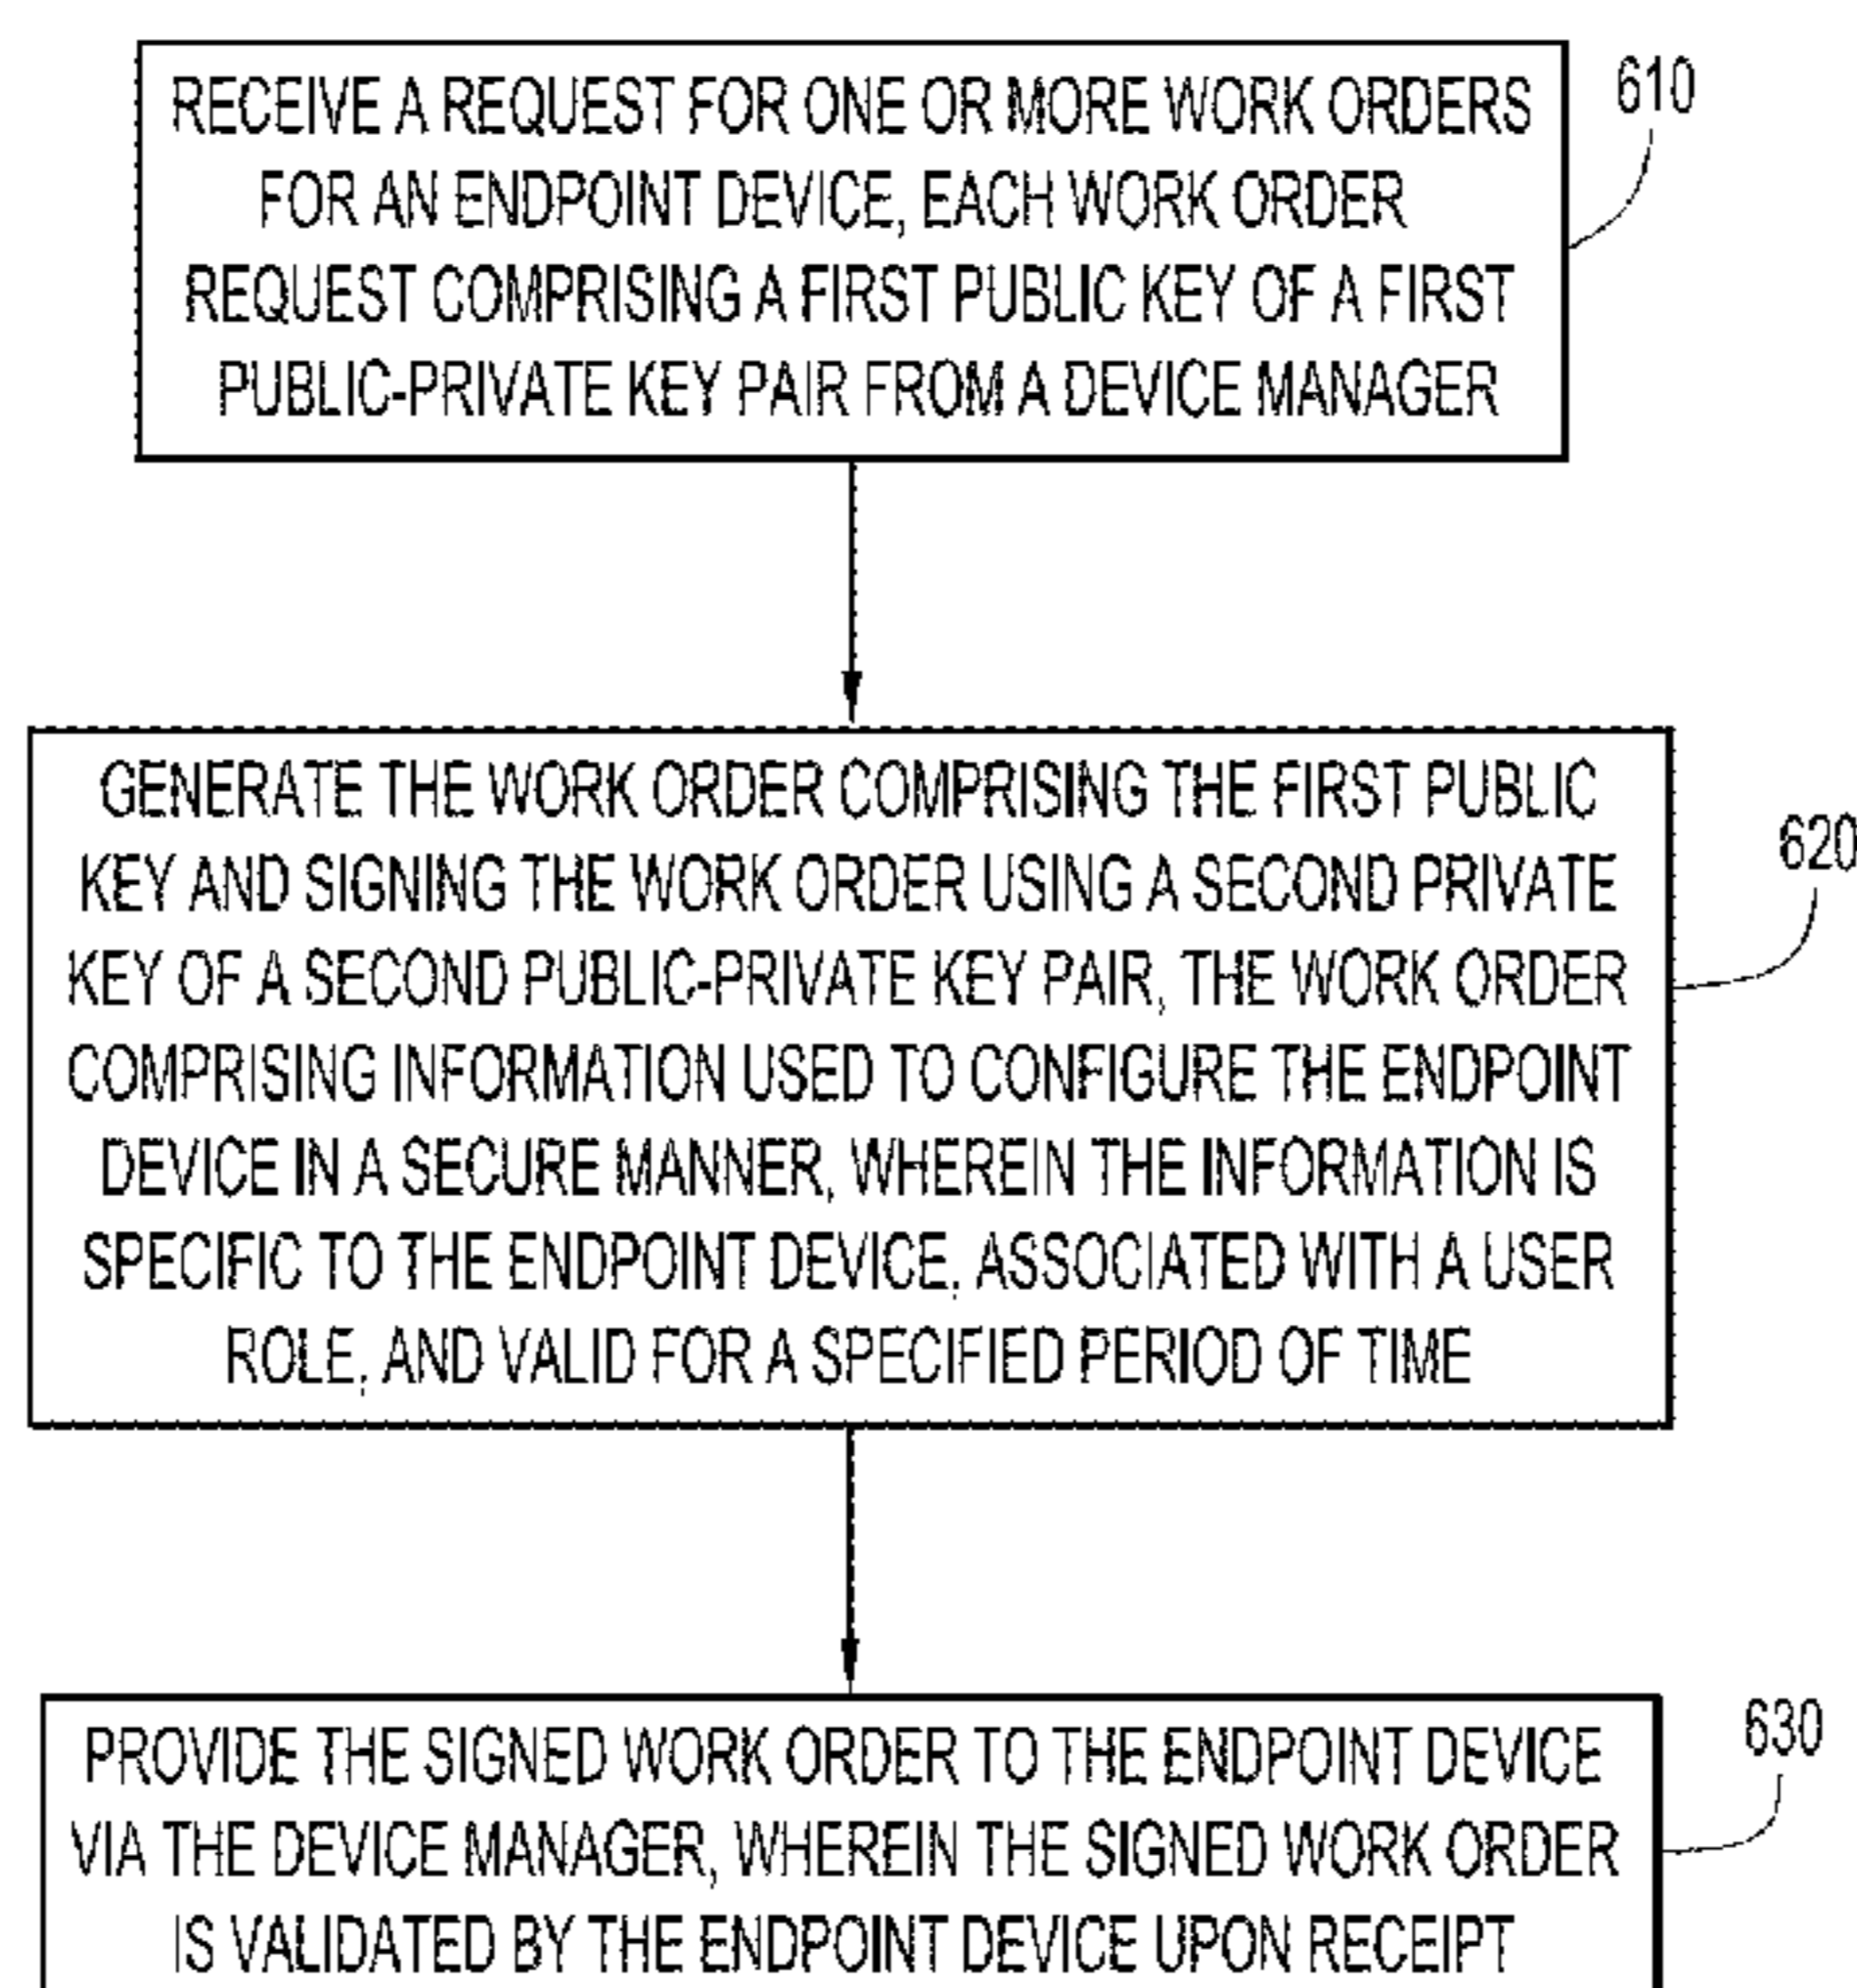 RECEIVE A REQUEST FOR ONE OR MORE WORK ORDERS
FOR AN ENDPOINT DEVICE, EACH WORK ORDER
REQUEST COMPRISING A FIRST PUBLIC KEY OF A FIRST
PUBLIC-PRIVATE KEY PAIR FROM A DEVICE MANAGER
610
GENERATE THE WORK ORDER COMPRISING THE FIRST PUBLIC
KEY AND SIGNING THE WORK ORDER USING A SECOND PRIVATE
KEY OF A SECOND PUBLIC-PRIVATE KEY PAIR, THE WORK ORDER
COMPRISING INFORMATION USED TO CONFIGURE THE ENDPOINT
DEVICE IN A SECURE MANNER, WHEREIN THE INFORMATION IS
SPECIFIC TO THE ENDPOINT DEVICE, ASSOCIATED WITH A USER
ROLE, AND VALID FOR A SPECIFIED PERIOD OF TIME
620
PROVIDE THE SIGNED WORK ORDER TO THE ENDPOINT DEVICE
VIA THE DEVICE MANAGER, WHEREIN THE SIGNED WORK ORDER
IS VALIDATED BY THE ENDPOINT DEVICE UPON RECEIPT
630